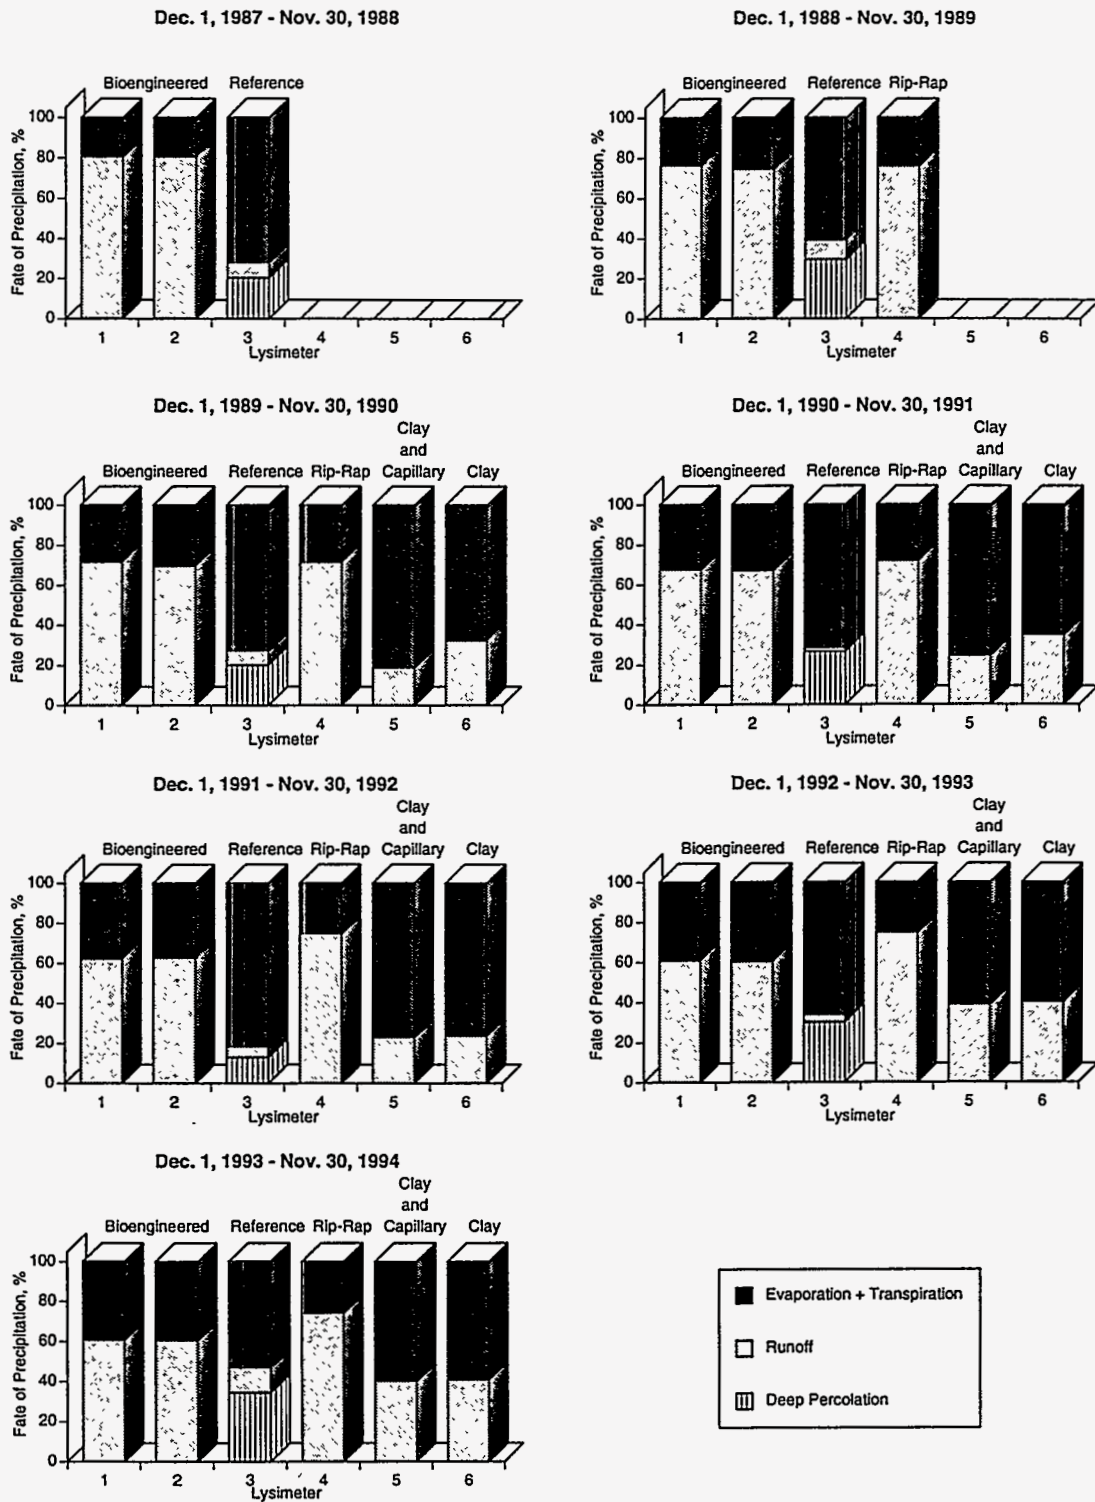 Dec. 1, 1987 - Nov. 30, 1988
Bioengineered Reference
Fate of Precipitation, %
100
80
60
40
20
0
1 2 3 4 5 6
Lysimeter
Dec. 1, 1988 - Nov. 30, 1989
Bioengineered Reference Rip-Rap
Fate of Precipitation, %
100
80
60
40
20
0
1 2 3 4 5 6
Lysimeter
Dec. 1, 1989 - Nov. 30, 1990
Clay
and
Bioengineered Reference Rip-Rap Capillary Clay
Fate of Precipitation, %
100
80
60
40
20
0
1 2 3 4 5 6
Lysimeter
Dec. 1, 1990 - Nov. 30, 1991
Clay
and
Bioengineered Reference Rip-Rap Capillary Clay
Fate of Precipitation, %
100
80
60
40
20
0
1 2 3 4 5 6
Lysimeter
Dec. 1, 1991 - Nov. 30, 1992
Clay
and
Bioengineered Reference Rip-Rap Capillary Clay
Fate of Precipitation, %
100
80
60
40
20
0
1 2 3 4 5 6
Lysimeter
Dec. 1, 1992 - Nov. 30, 1993
Clay
and
Bioengineered Reference Rip-Rap Capillary Clay
Fate of Precipitation, %
100
80
60
40
20
0
1 2 3 4 5 6
Lysimeter
Dec. 1, 1993 - Nov. 30, 1994
Clay
and
Bioengineered Reference Rip-Rap Capillary Clay
Fate of Precipitation, %
100
80
60
40
20
0
1 2 3 4 5 6
Lysimeter
Evaporation + Transpiration
Runoff
Deep Percolation